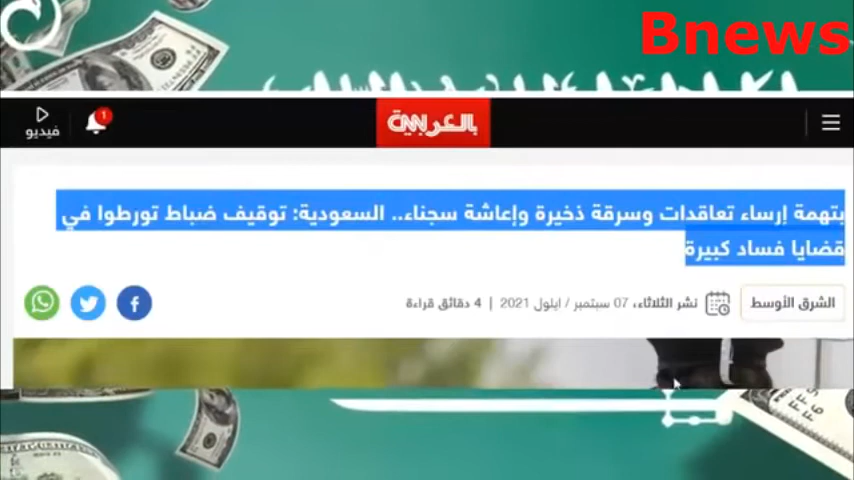 Bnews
فيديو
1
CNN بالعربية
بتهمة إرساء تعاقدات وسرقة ذخيرة وإعاشة سجناء.. السعودية: توقيف ضباط تورطوا في
قضايا فساد كبيرة
الشرق الأوسط
نشر الثلاثاء، 07 سبتمبر / ايلول 2021 | 4 دقائق قراءة